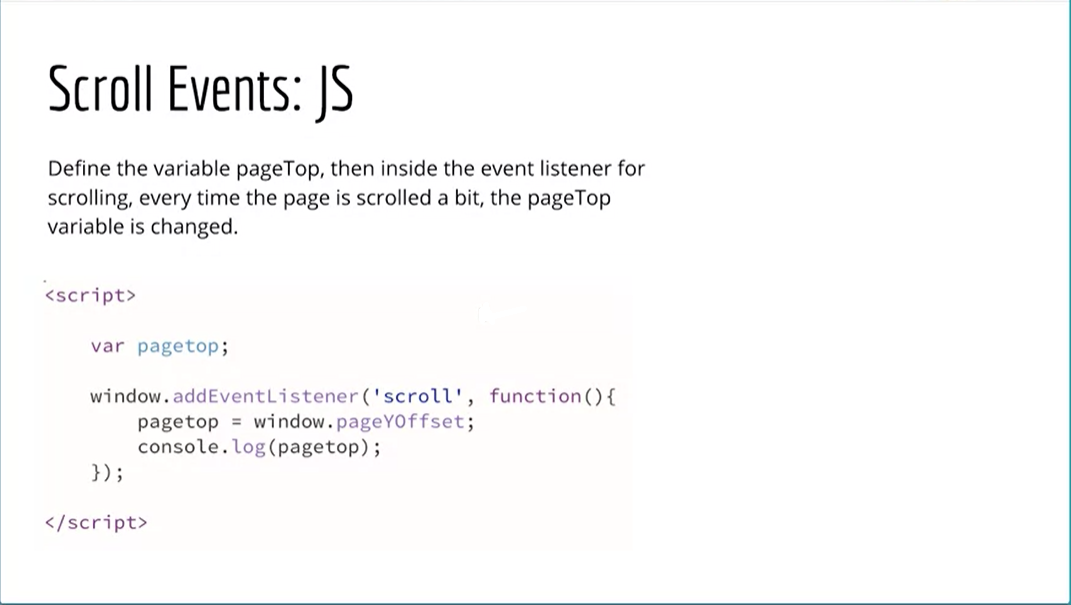 Scroll Events: JS
Define the variable pageTop, then inside the event listener for
scrolling, every time the page is scrolled a bit, the pageTop
variable is changed.
<script>
var pagetop;
window.addEventListener('scroll', function(){
pagetop = window.pageYOffset;
console.log(pagetop);
});
</script>